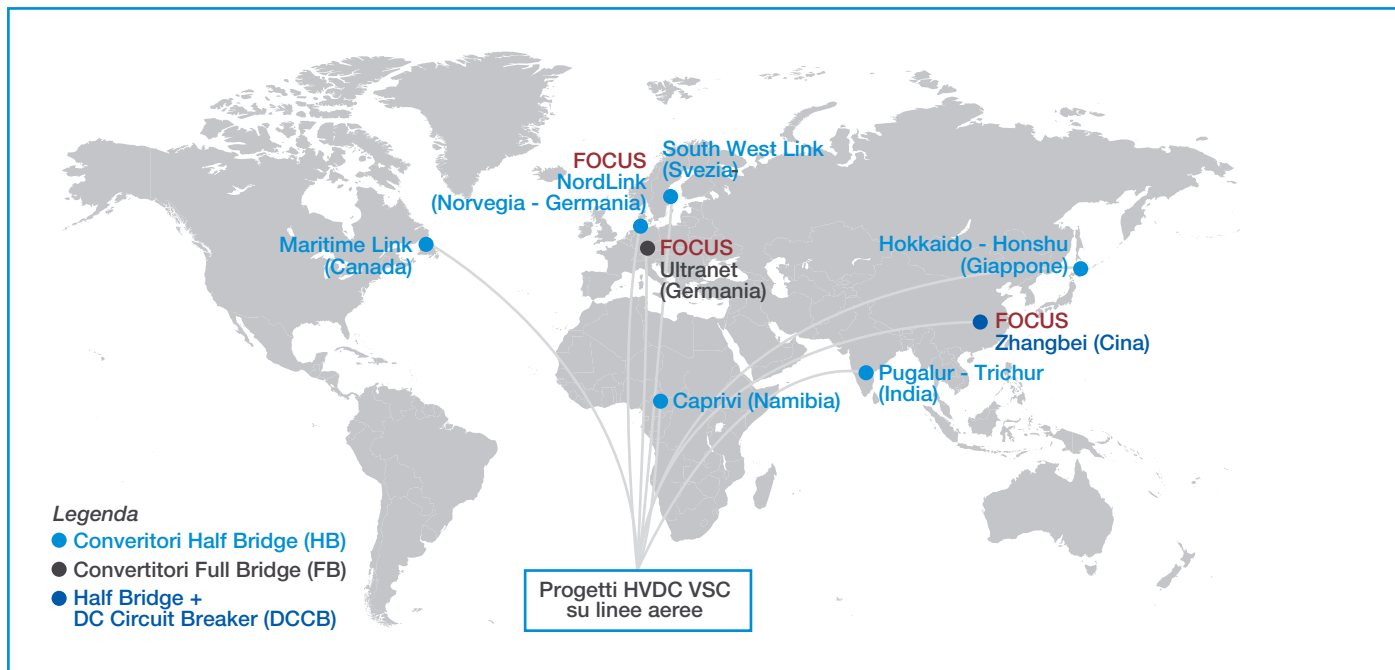 FOCUS
NordLink
(Norvegia - Germania)
South West Link
(Svezia)
Maritime Link
(Canada)
FOCUS
Ultranet
(Germania)
Hokkaido - Honshu
(Giappone)
FOCUS
Zhangbei (Cina)
Pugalur - Trichur
(India)
Caprivi (Namibia)
Legenda
Converitori Half Bridge (HB)
Convertitori Full Bridge (FB)
Half Bridge +
DC Circuit Breaker (DCCB)
Progetti HVDC VSC
su linee aeree